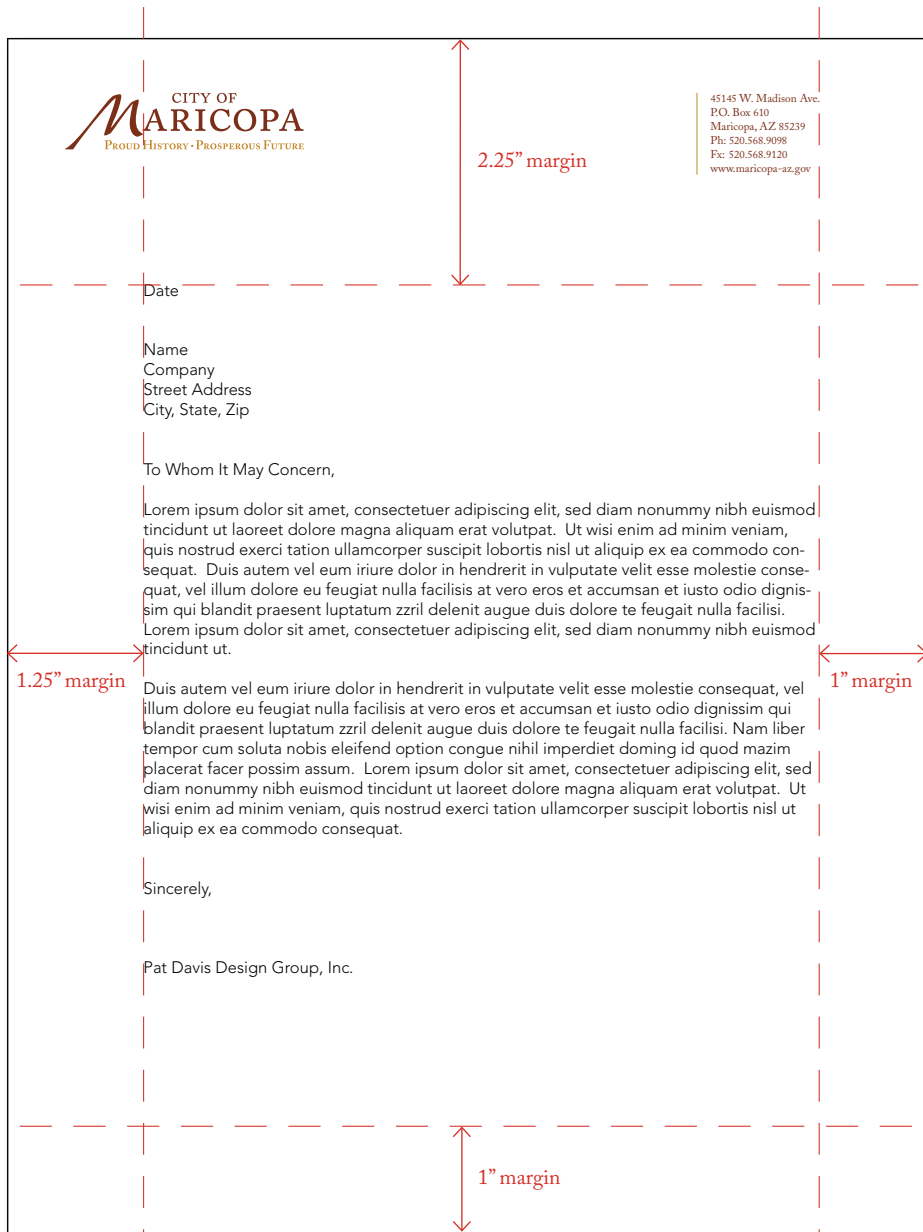 CITY OF
MARICOPA
PROUD HISTORY · PROSPEROUS FUTURE
45145 W. Madison Ave.
P.O. Box 610
Maricopa, AZ 85239
Ph: 520.568.9098
Fx: 520.568.9120
www.maricopa-az.gov
2.25” margin
Date
Name
Company
Street Address
City, State, Zip
To Whom It May Concern,
Lorem ipsum dolor sit amet, consectetuer adipiscing elit, sed diam nonummy nibh euismod
tincidunt ut laoreet dolore magna aliquam erat volutpat.  Ut wisi enim ad minim veniam,
quis nostrud exerci tation ullamcorper suscipit lobortis nisl ut aliquip ex ea commodo con-
sequat.  Duis autem vel eum iriure dolor in hendrerit in vulputate velit esse molestie conse-
quat, vel illum dolore eu feugiat nulla facilisis at vero eros et accumsan et iusto odio dignis-
sim qui blandit praesent luptatum zzril delenit augue duis dolore te feugait nulla facilisi.
Lorem ipsum dolor sit amet, consectetuer adipiscing elit, sed diam nonummy nibh euismod
tincidunt ut.
1.25” margin
1” margin
Duis autem vel eum iriure dolor in hendrerit in vulputate velit esse molestie consequat, vel
illum dolore eu feugiat nulla facilisis at vero eros et accumsan et iusto odio dignissim qui
blandit praesent luptatum zzril delenit augue duis dolore te feugait nulla facilisi. Nam liber
tempor cum soluta nobis eleifend option congue nihil imperdiet doming id quod mazim
placerat facer possim assum.  Lorem ipsum dolor sit amet, consectetuer adipiscing elit, sed
diam nonummy nibh euismod tincidunt ut laoreet dolore magna aliquam erat volutpat.  Ut
wisi enim ad minim veniam, quis nostrud exerci tation ullamcorper suscipit lobortis nisl ut
aliquip ex ea commodo consequat.
Sincerely,
Pat Davis Design Group, Inc.
1” margin